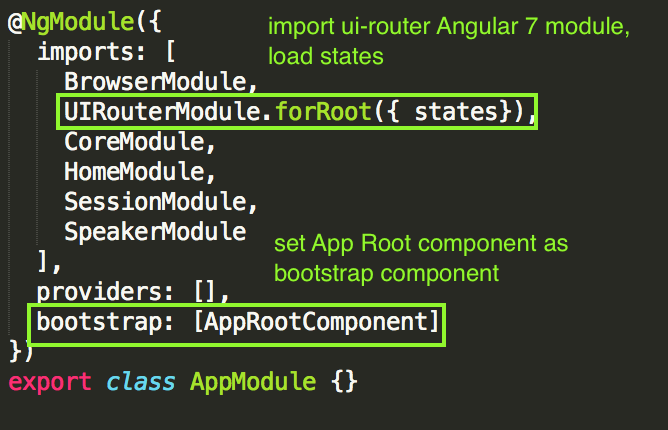 @NgModule({
import ui-router Angular 7 module,
load states
imports: [
BrowserModule,
UIRouterModule.forRoot({ states}),
CoreModule,
HomeModule,
SessionModule,
SpeakerModule
set App Root component as
bootstrap component
],
providers: [],
bootstrap: [AppRootComponent]
})
export class AppModule {}